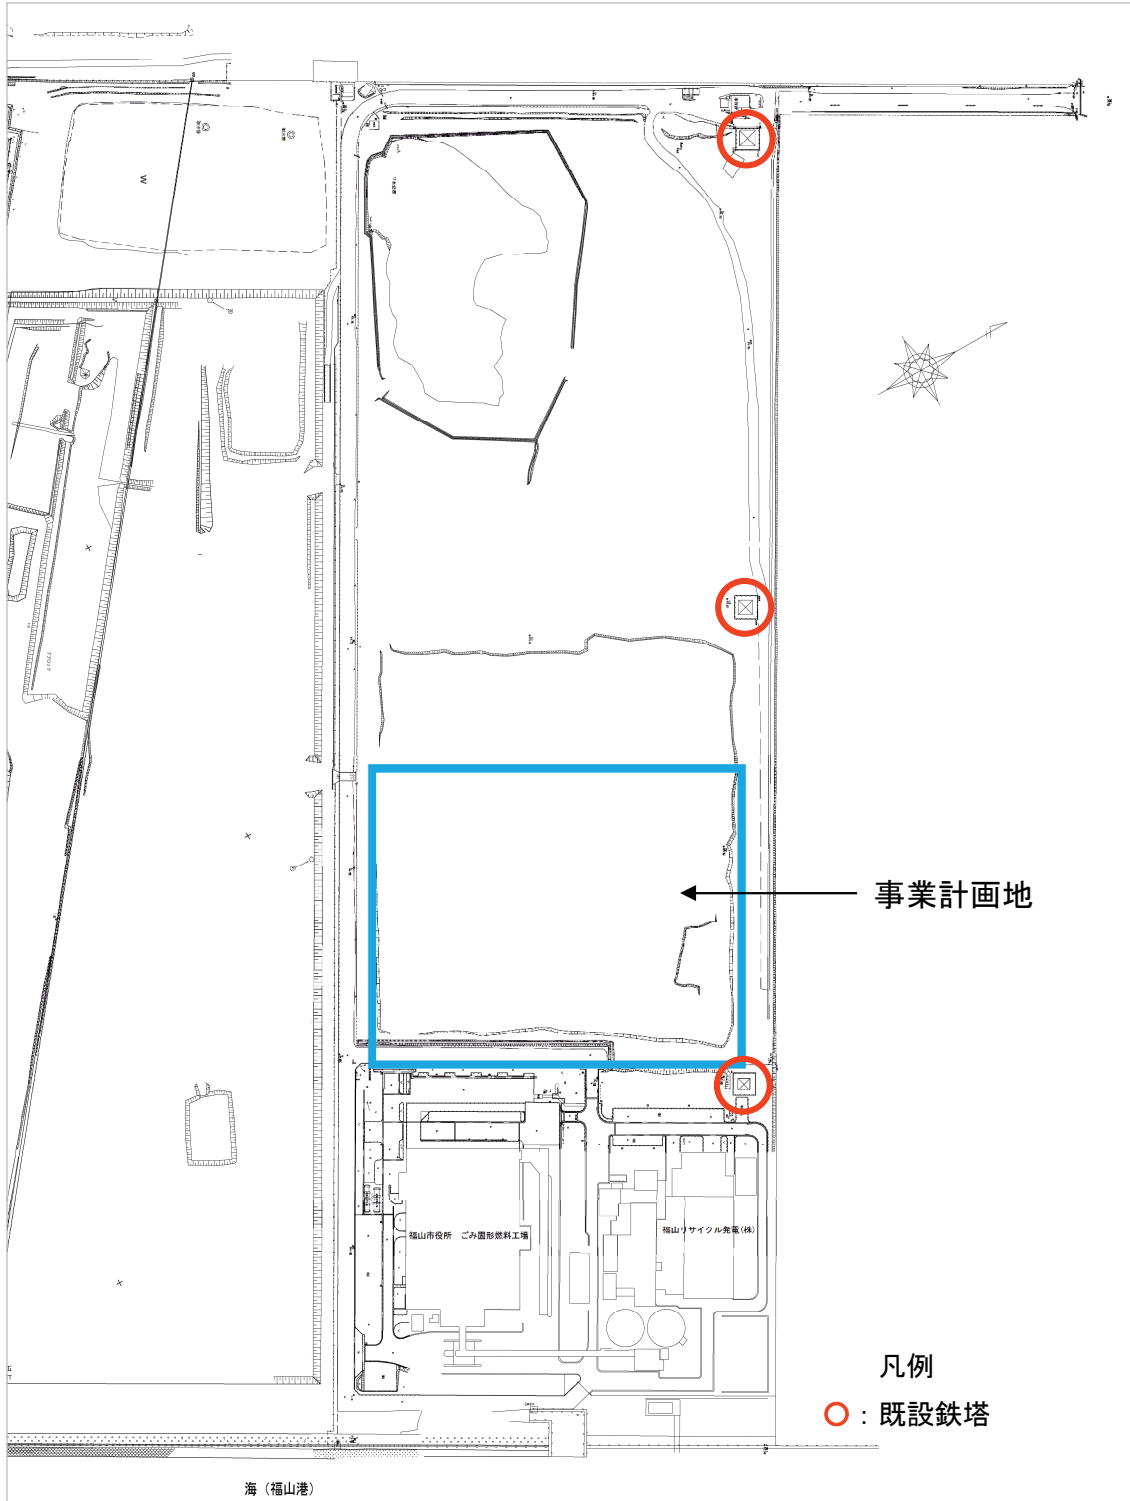 W
事業計画地
福山市役所　ごみ固形燃料工場
福山リサイクル発電(株)
凡例
○：既設鉄塔
海（福山港）